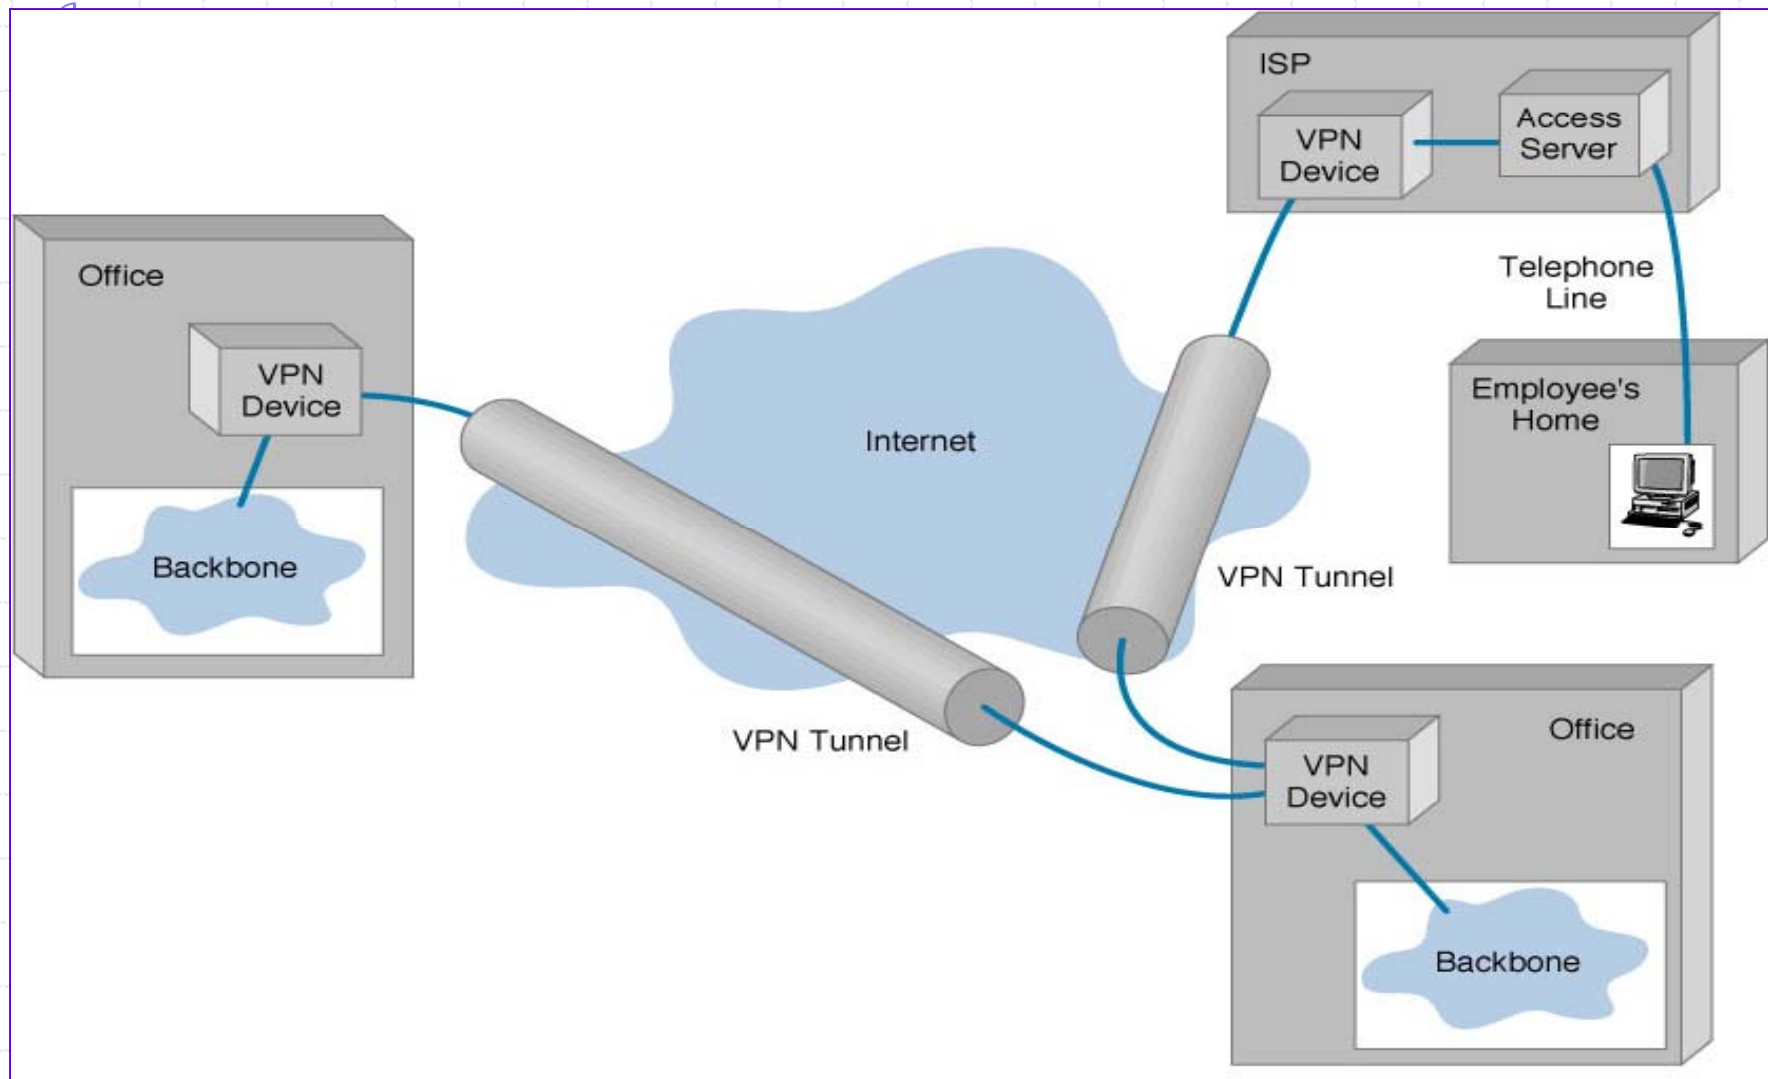 ISP
VPN
Device
Access
Server
Telephone
Line
Employee's
Home
Office
VPN
Device
Backbone
Internet
VPN Tunnel
VPN Tunnel
Office
VPN
Device
Backbone